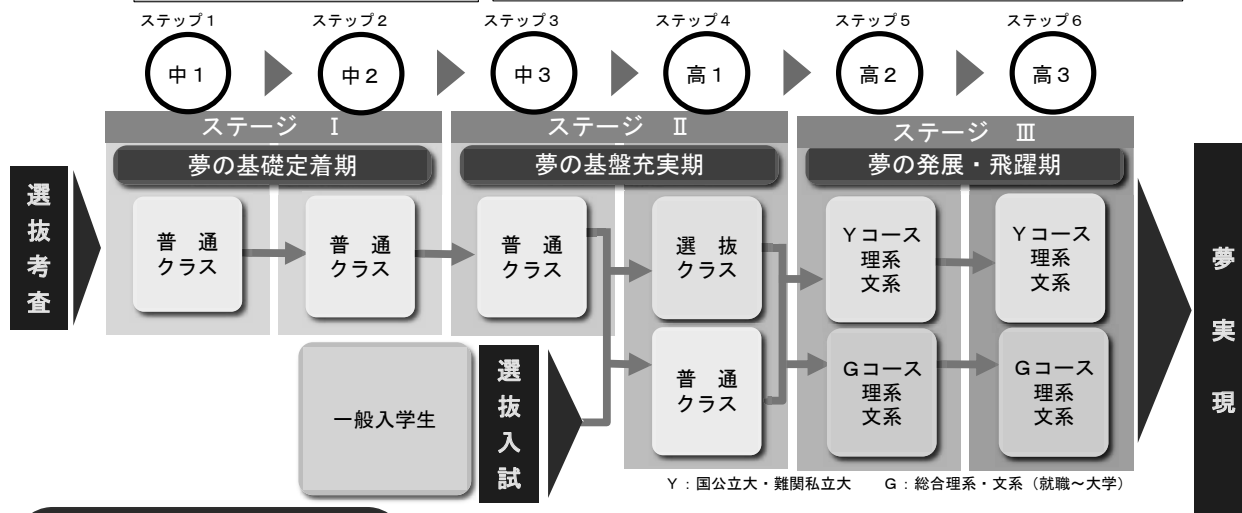 ステップ1
ステップ2
ステップ3
ステップ4
ステップ5
ステップ6
中1
中2
中3
高1
高2
高3
ステージ Ⅰ
ステージ Ⅱ
ステージ Ⅲ
夢の基礎定着期
夢の基盤充実期
夢の発展・飛躍期
選抜考査
普 通
クラス
普 通
クラス
普 通
クラス
選 抜
クラス
Yコース
理系
文系
Yコース
理系
文系
夢実現
一般入学生
選抜入試
普 通
クラス
Gコース
理系
文系
Gコース
理系
文系
Y：国公立大・難関私立大 G：総合理系・文系（就職～大学）